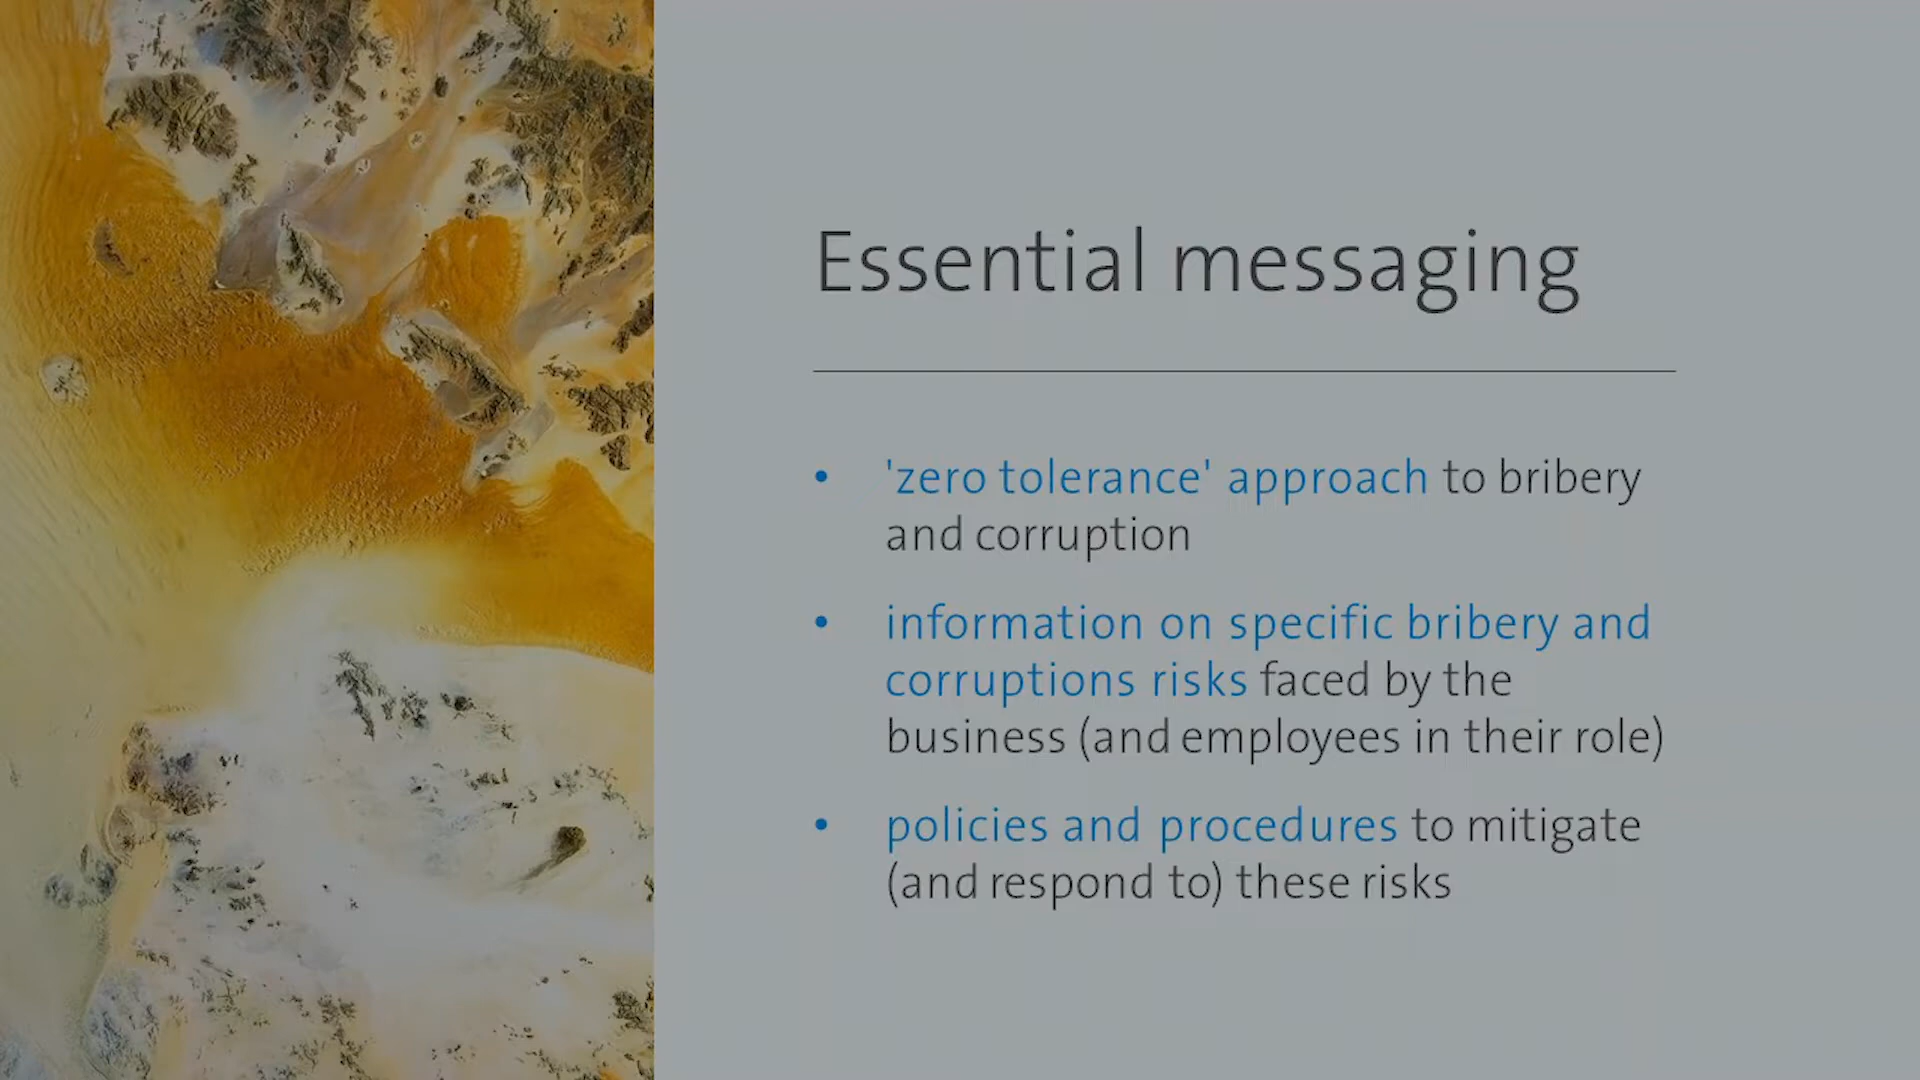 Essential messaging
• 'zero tolerance' approach to bribery
and corruption
• information on specific bribery and
corruptions risks faced by the
business (and employees in their role)
• policies and procedures to mitigate
(and respond to) these risks